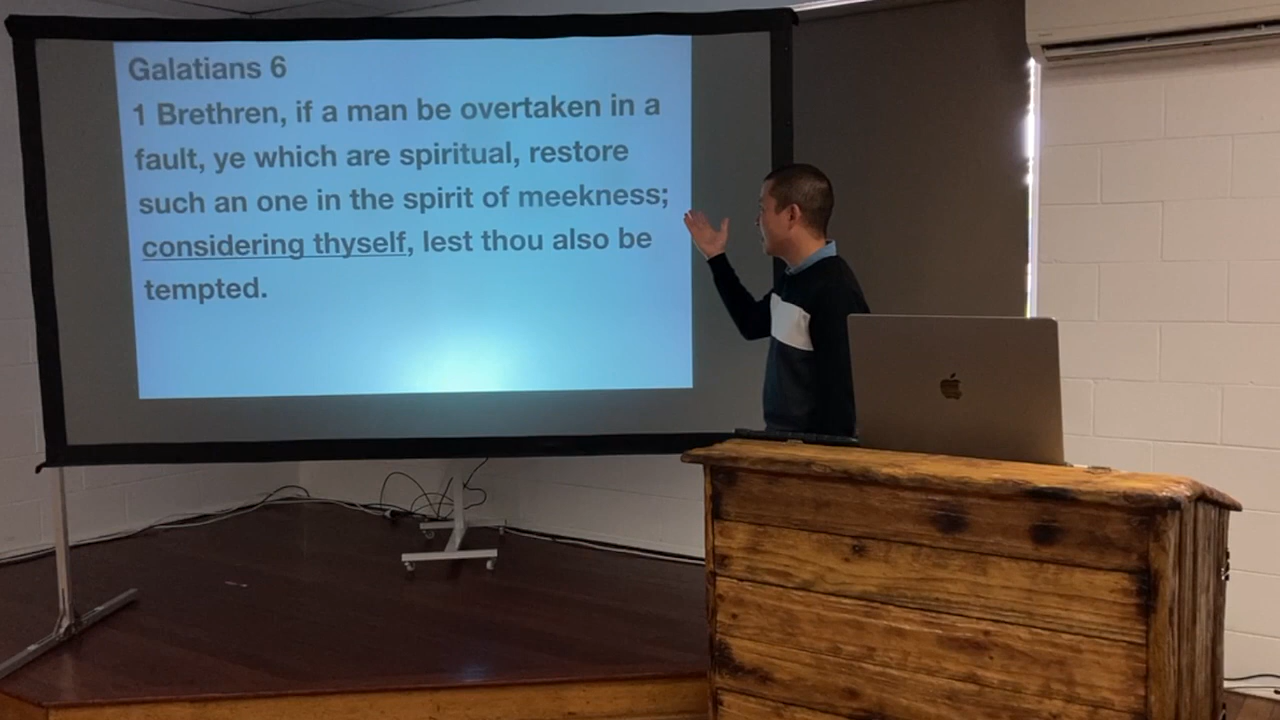 Galatians 6
1 Brethren, if a man be overtaken in a
fault, ye which are spiritual, restore
such an one in the spirit of meekness;
considering thyself, lest thou also be
tempted.